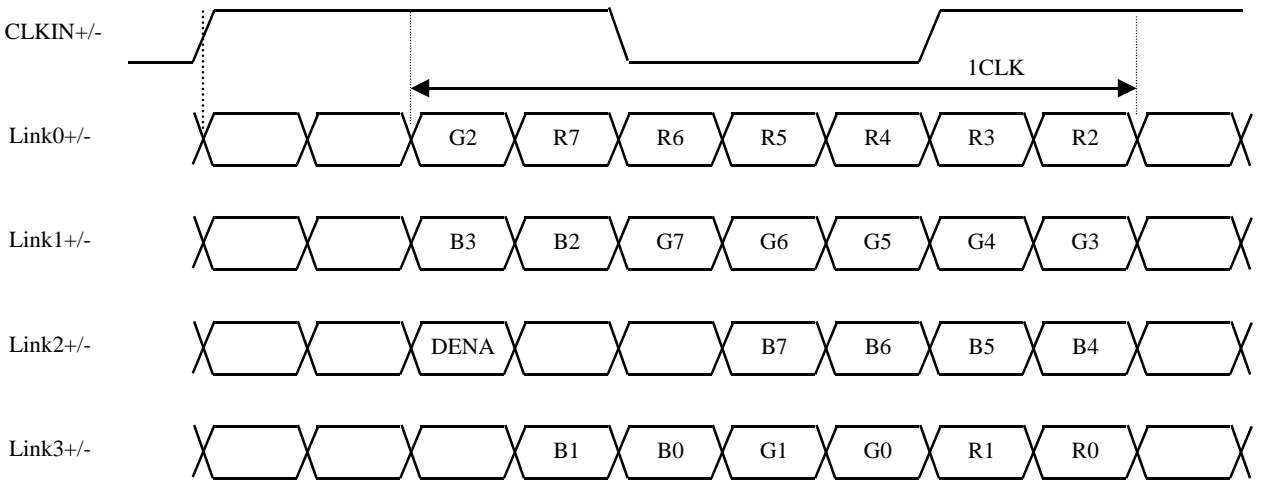 CLKIN+/-
1CLK
Link0+/- G2 R7 R6 R5 R4 R3 R2
Link1+/- B3 B2 G7 G6 G5 G4 G3
Link2+/- DENA B7 B6 B5 B4
Link3+/- B1 B0 G1 G0 R1 R0